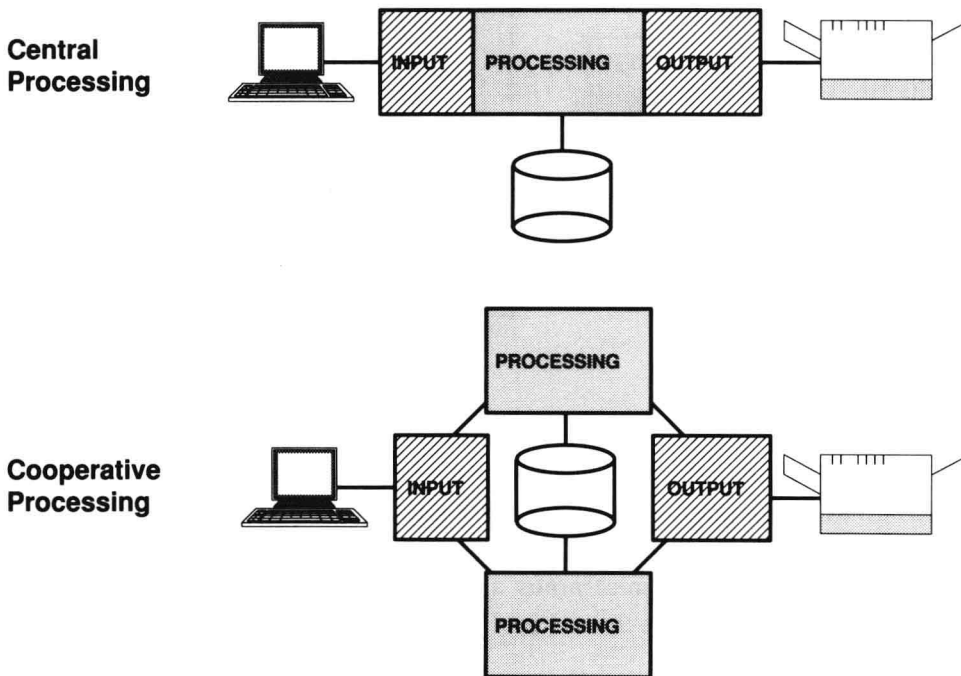 Central
Processing
INPUT
PROCESSING
OUTPUT
PROCESSING
Cooperative
Processing
INPUT
OUTPUT
PROCESSING